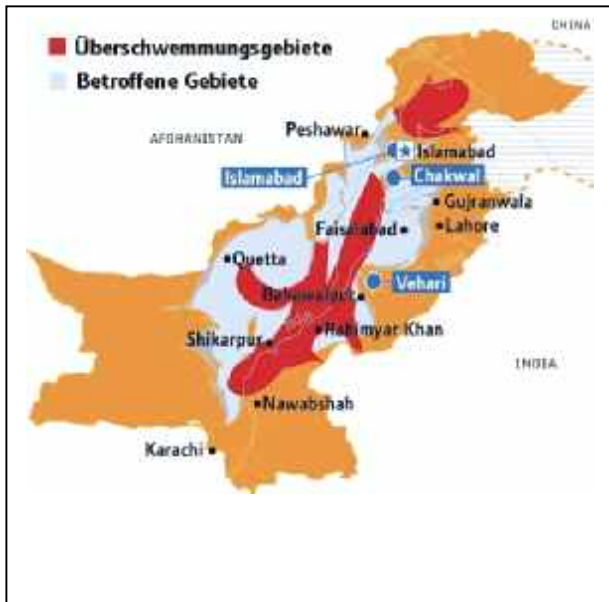 CHINA
Überschwemmungsgebiete
Betroffene Gebiete
AFGHANISTAN
Peshawar
Islamabad
Islamabad
Chakwal
Gujranwala
Faisalabad
Lahore
Quetta
Vehari
Bahawalpur
Rahimyar Khan
Shikarpur
INDIA
Nawabshah
Karachi